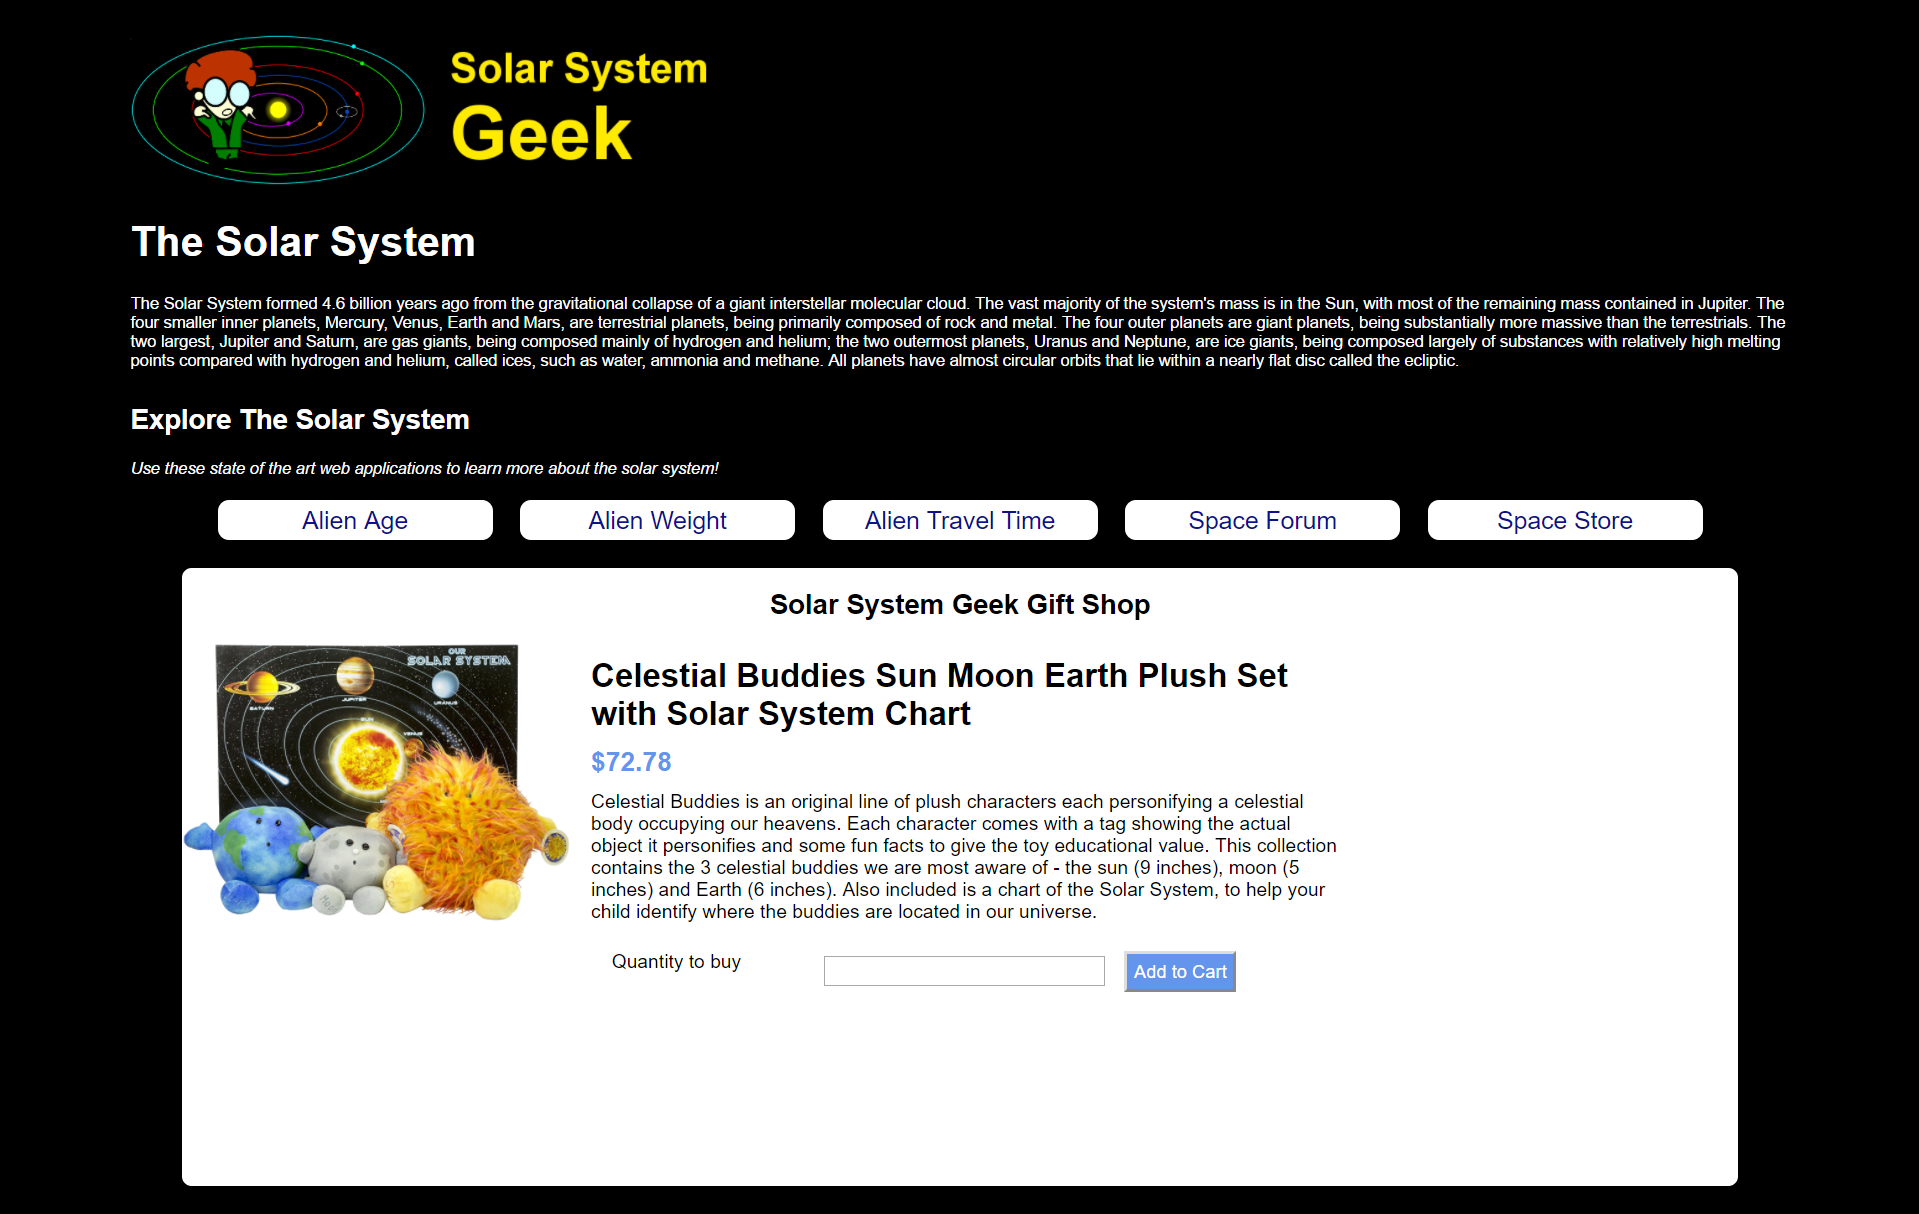 Solar System
Geek
The Solar System
The Solar System formed 4.6 billion years ago from the gravitational collapse of a giant interstellar molecular cloud. The vast majority of the system's mass is in the Sun, with most of the remaining mass contained in Jupiter. The
four smaller inner planets, Mercury, Venus, Earth and Mars, are terrestrial planets, being primarily composed of rock and metal. The four outer planets are giant planets, being substantially more massive than the terrestrials. The
two largest, Jupiter and Saturn, are gas giants, being composed mainly of hydrogen and helium; the two outermost planets, Uranus and Neptune, are ice giants, being composed largely of substances with relatively high melting
points compared with hydrogen and helium, called ices, such as water, ammonia and methane. All planets have almost circular orbits that lie within a nearly flat disc called the ecliptic.
Explore The Solar System
Use these state of the art web applications to learn more about the solar system!
Alien Age
Alien Weight
Alien Travel Time
Space Forum
Space Store
Solar System Geek Gift Shop
OUR
SOLAR SYSTEM
SATURN
JUPITER
URANUS
SUN
VENUS
Celestial Buddies Sun Moon Earth Plush Set
with Solar System Chart
$72.78
Celestial Buddies is an original line of plush characters each personifying a celestial
body occupying our heavens. Each character comes with a tag showing the actual
object it personifies and some fun facts to give the toy educational value. This collection
contains the 3 celestial buddies we are most aware of - the sun (9 inches), moon (5
inches) and Earth (6 inches). Also included is a chart of the Solar System, to help your
child identify where the buddies are located in our universe.
Quantity to buy
Add to Cart